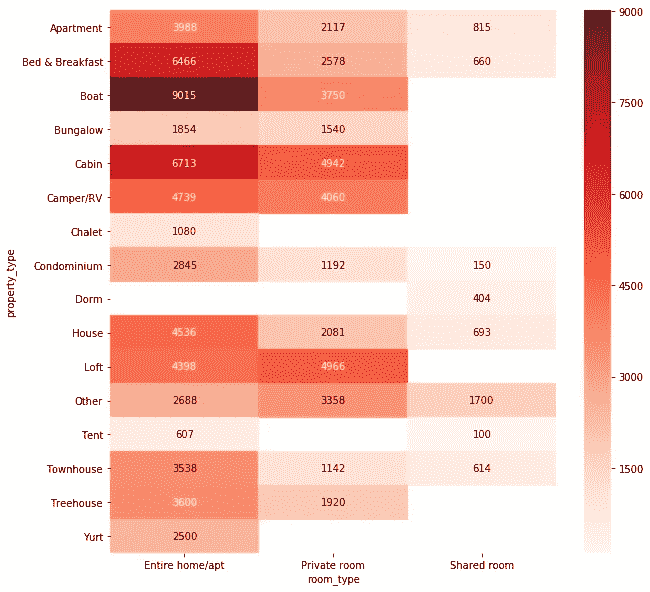 Apartment 3988 2117 815
Bed & Breakfast 6466 2578 660
Boat 9015 3750
Bungalow 1854 1540
Cabin 6713 4942
Camper/RV 4739 4060
Chalet 1080
Condominium 2845 1192 150
Dorm 404
House 4536 2081 693
Loft 4398 4966
Other 2688 3358 1700
Tent 607 100
Townhouse 3538 1142 614
Treehouse 3600 1920
Yurt 2500
property_type
Entire home/apt Private room Shared room
room_type
9000
7500
6000
4500
3000
1500